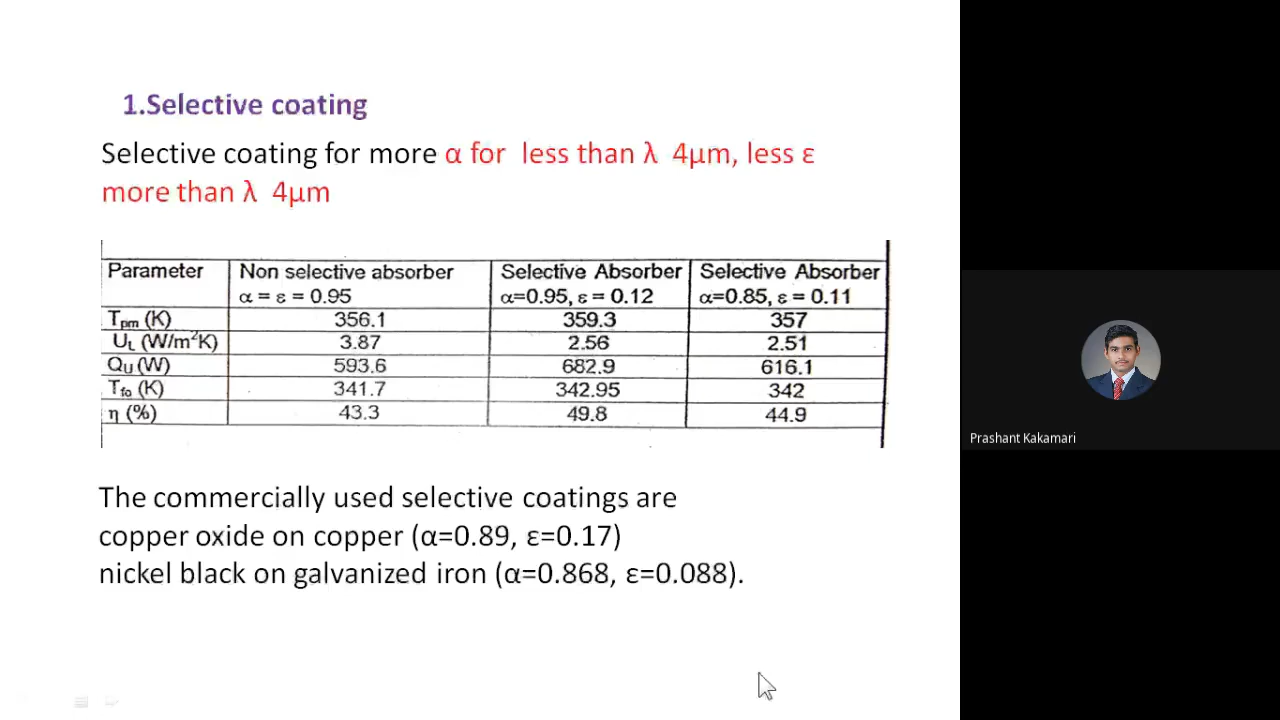 1.Selective coating
Selective coating for more α for less than λ 4μm, less ε
more than λ 4μm
Parameter Non selective absorber Selective Absorber Selective Absorber
α = ε = 0.95 α=0.95, ε = 0.12 α=0.85, ε = 0.11
Tpm (K) 356.1 359.3 357
UL (W/m²K) 3.87 2.56 2.51
QU (W) 593.6 682.9 616.1
Tfo (K) 341.7 342.95 342
η (%) 43.3 49.8 44.9
The commercially used selective coatings are
copper oxide on copper (α=0.89, ε=0.17)
nickel black on galvanized iron (α=0.868, ε=0.088).
Prashant Kakamari